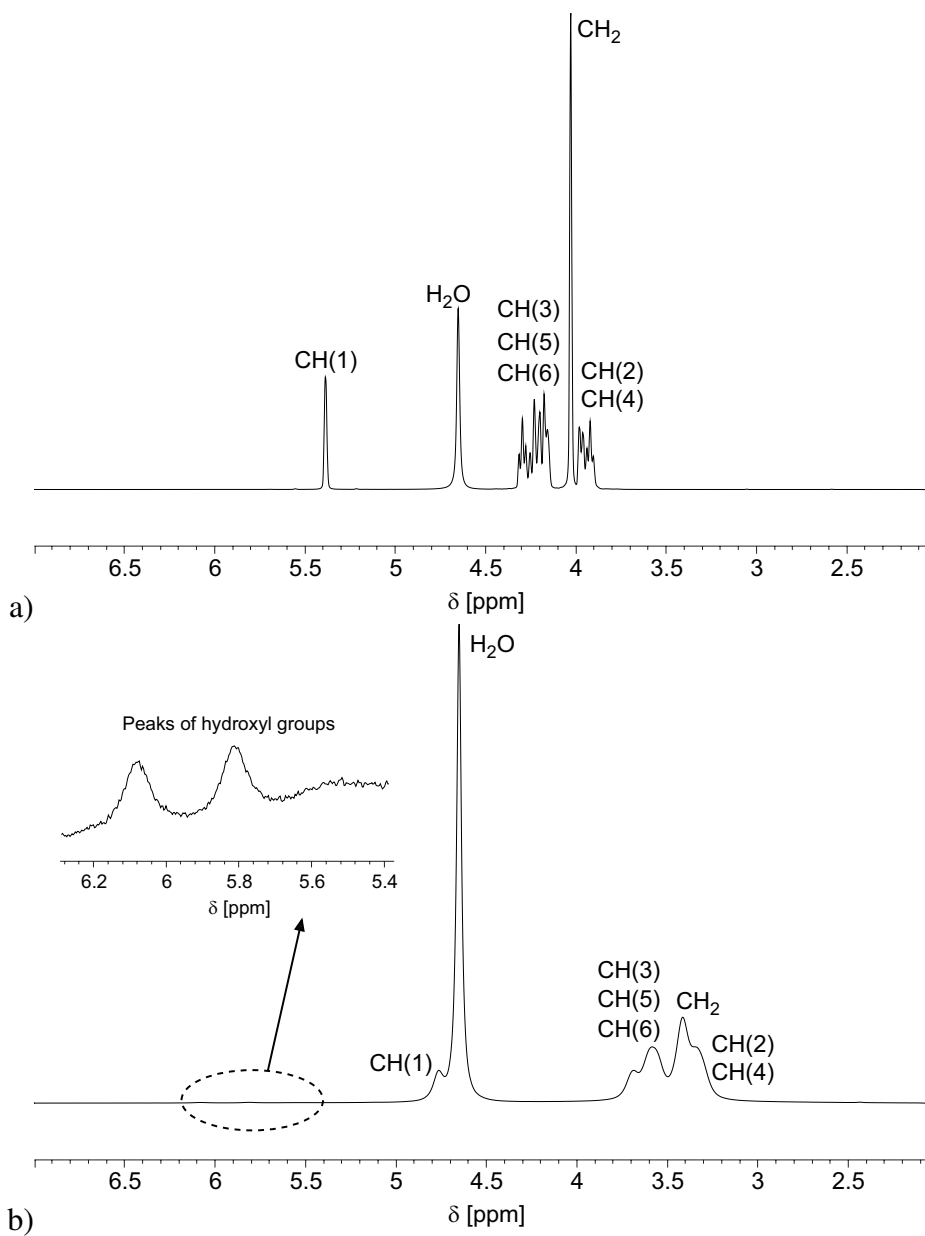 CH₂
H₂O
CH(3)
CH(5)
CH(6)
CH(1)
CH(2)
CH(4)
6.5 6 5.5 5 4.5 4 3.5 3 2.5
δ [ppm]
a)
H₂O
Peaks of hydroxyl groups
6.2 6 5.8 5.6 5.4
δ [ppm]
CH(3)
CH(5)
CH(6)
CH₂
CH(2)
CH(4)
CH(1)
6.5 6 5.5 5 4.5 4 3.5 3 2.5
δ [ppm]
b)